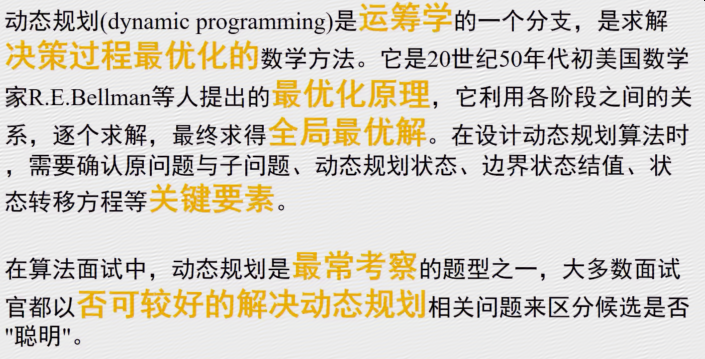 动态规划(dynamic programming)是运筹学的一个分支，是求解
决策过程最优化的数学方法。它是20世纪50年代初美国数学
家R.E.Bellman等人提出的最优化原理，它利用各阶段之间的关
系，逐个求解，最终求得全局最优解。在设计动态规划算法时
，需要确认原问题与子问题、动态规划状态、边界状态结值、状
态转移方程等关键要素。
在算法面试中，动态规划是最常考察的题型之一，大多数面试
官都以否可较好的解决动态规划相关问题来区分候选是否
"聪明"。